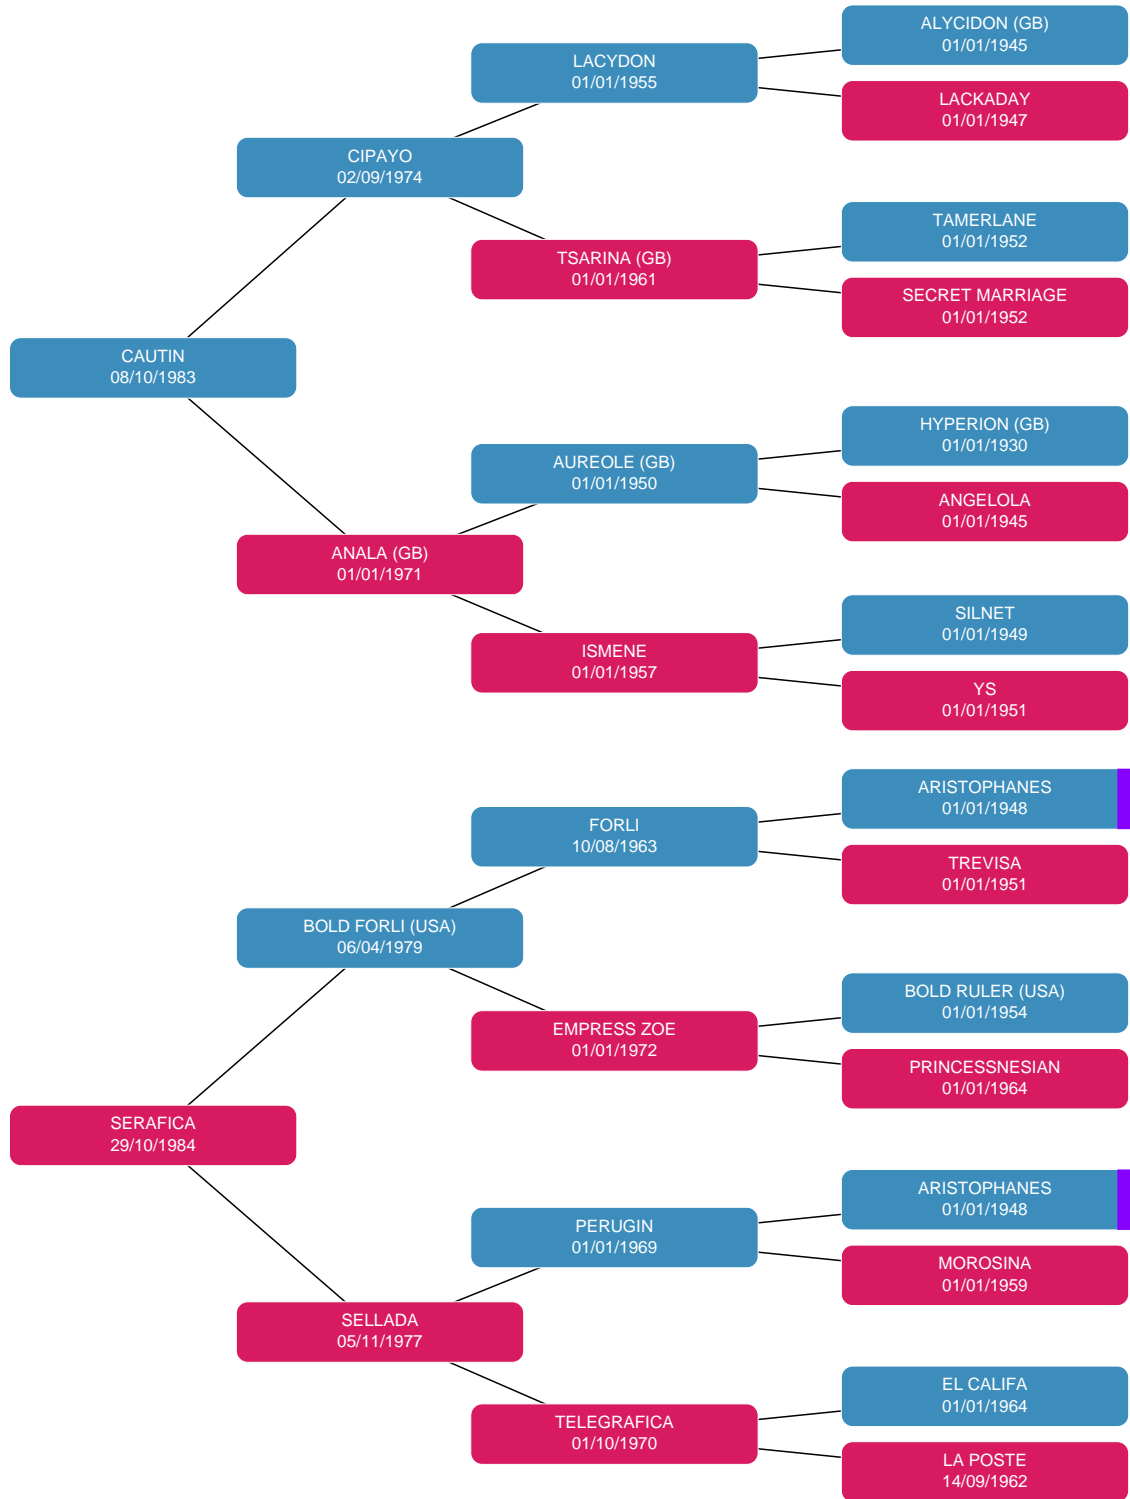 ALYCIDON (GB)
01/01/1945
LACYDON
01/01/1955
LACKADAY
01/01/1947
CIPAYO
02/09/1974
TAMERLANE
01/01/1952
TSARINA (GB)
01/01/1961
SECRET MARRIAGE
01/01/1952
CAUTIN
08/10/1983
HYPERION (GB)
01/01/1930
AUREOLE (GB)
01/01/1950
ANGELOLA
01/01/1945
ANALA (GB)
01/01/1971
SILNET
01/01/1949
ISMENE
01/01/1957
YS
01/01/1951
ARISTOPHANES
01/01/1948
FORLI
10/08/1963
TREVISA
01/01/1951
BOLD FORLI (USA)
06/04/1979
BOLD RULER (USA)
01/01/1954
EMPRESS ZOE
01/01/1972
PRINCESSNESIAN
01/01/1964
SERAFICA
29/10/1984
ARISTOPHANES
01/01/1948
PERUGIN
01/01/1969
MOROSINA
01/01/1959
SELLADA
05/11/1977
EL CALIFA
01/01/1964
TELEGRAFICA
01/10/1970
LA POSTE
14/09/1962